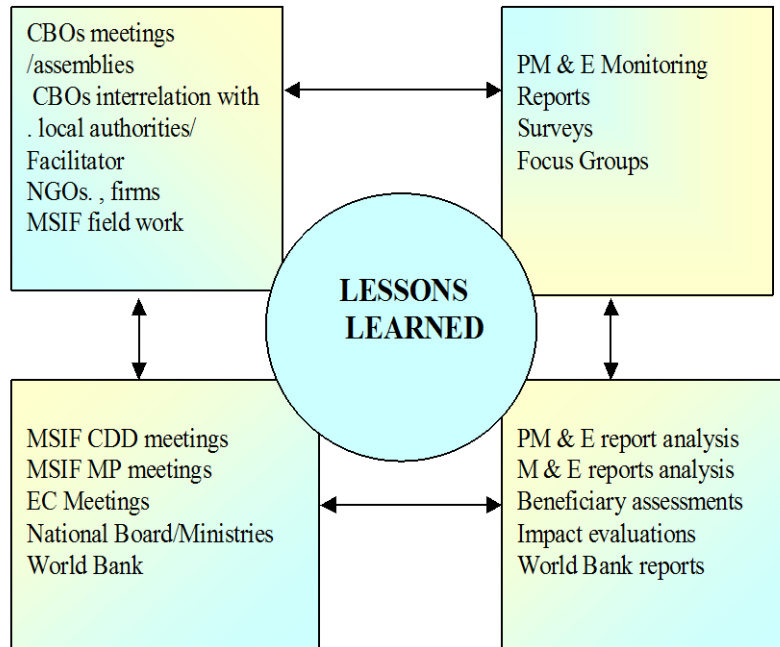 CBOs meetings
/assemblies
CBOs interrelation with
. local authorities/
Facilitator
NGOs. , firms
MSIF field work
PM & E Monitoring
Reports
Surveys
Focus Groups
LESSONS
LEARNED
MSIF CDD meetings
MSIF MP meetings
EC Meetings
National Board/Ministries
World Bank
PM & E report analysis
M & E reports analysis
Beneficiary assessments
Impact evaluations
World Bank reports